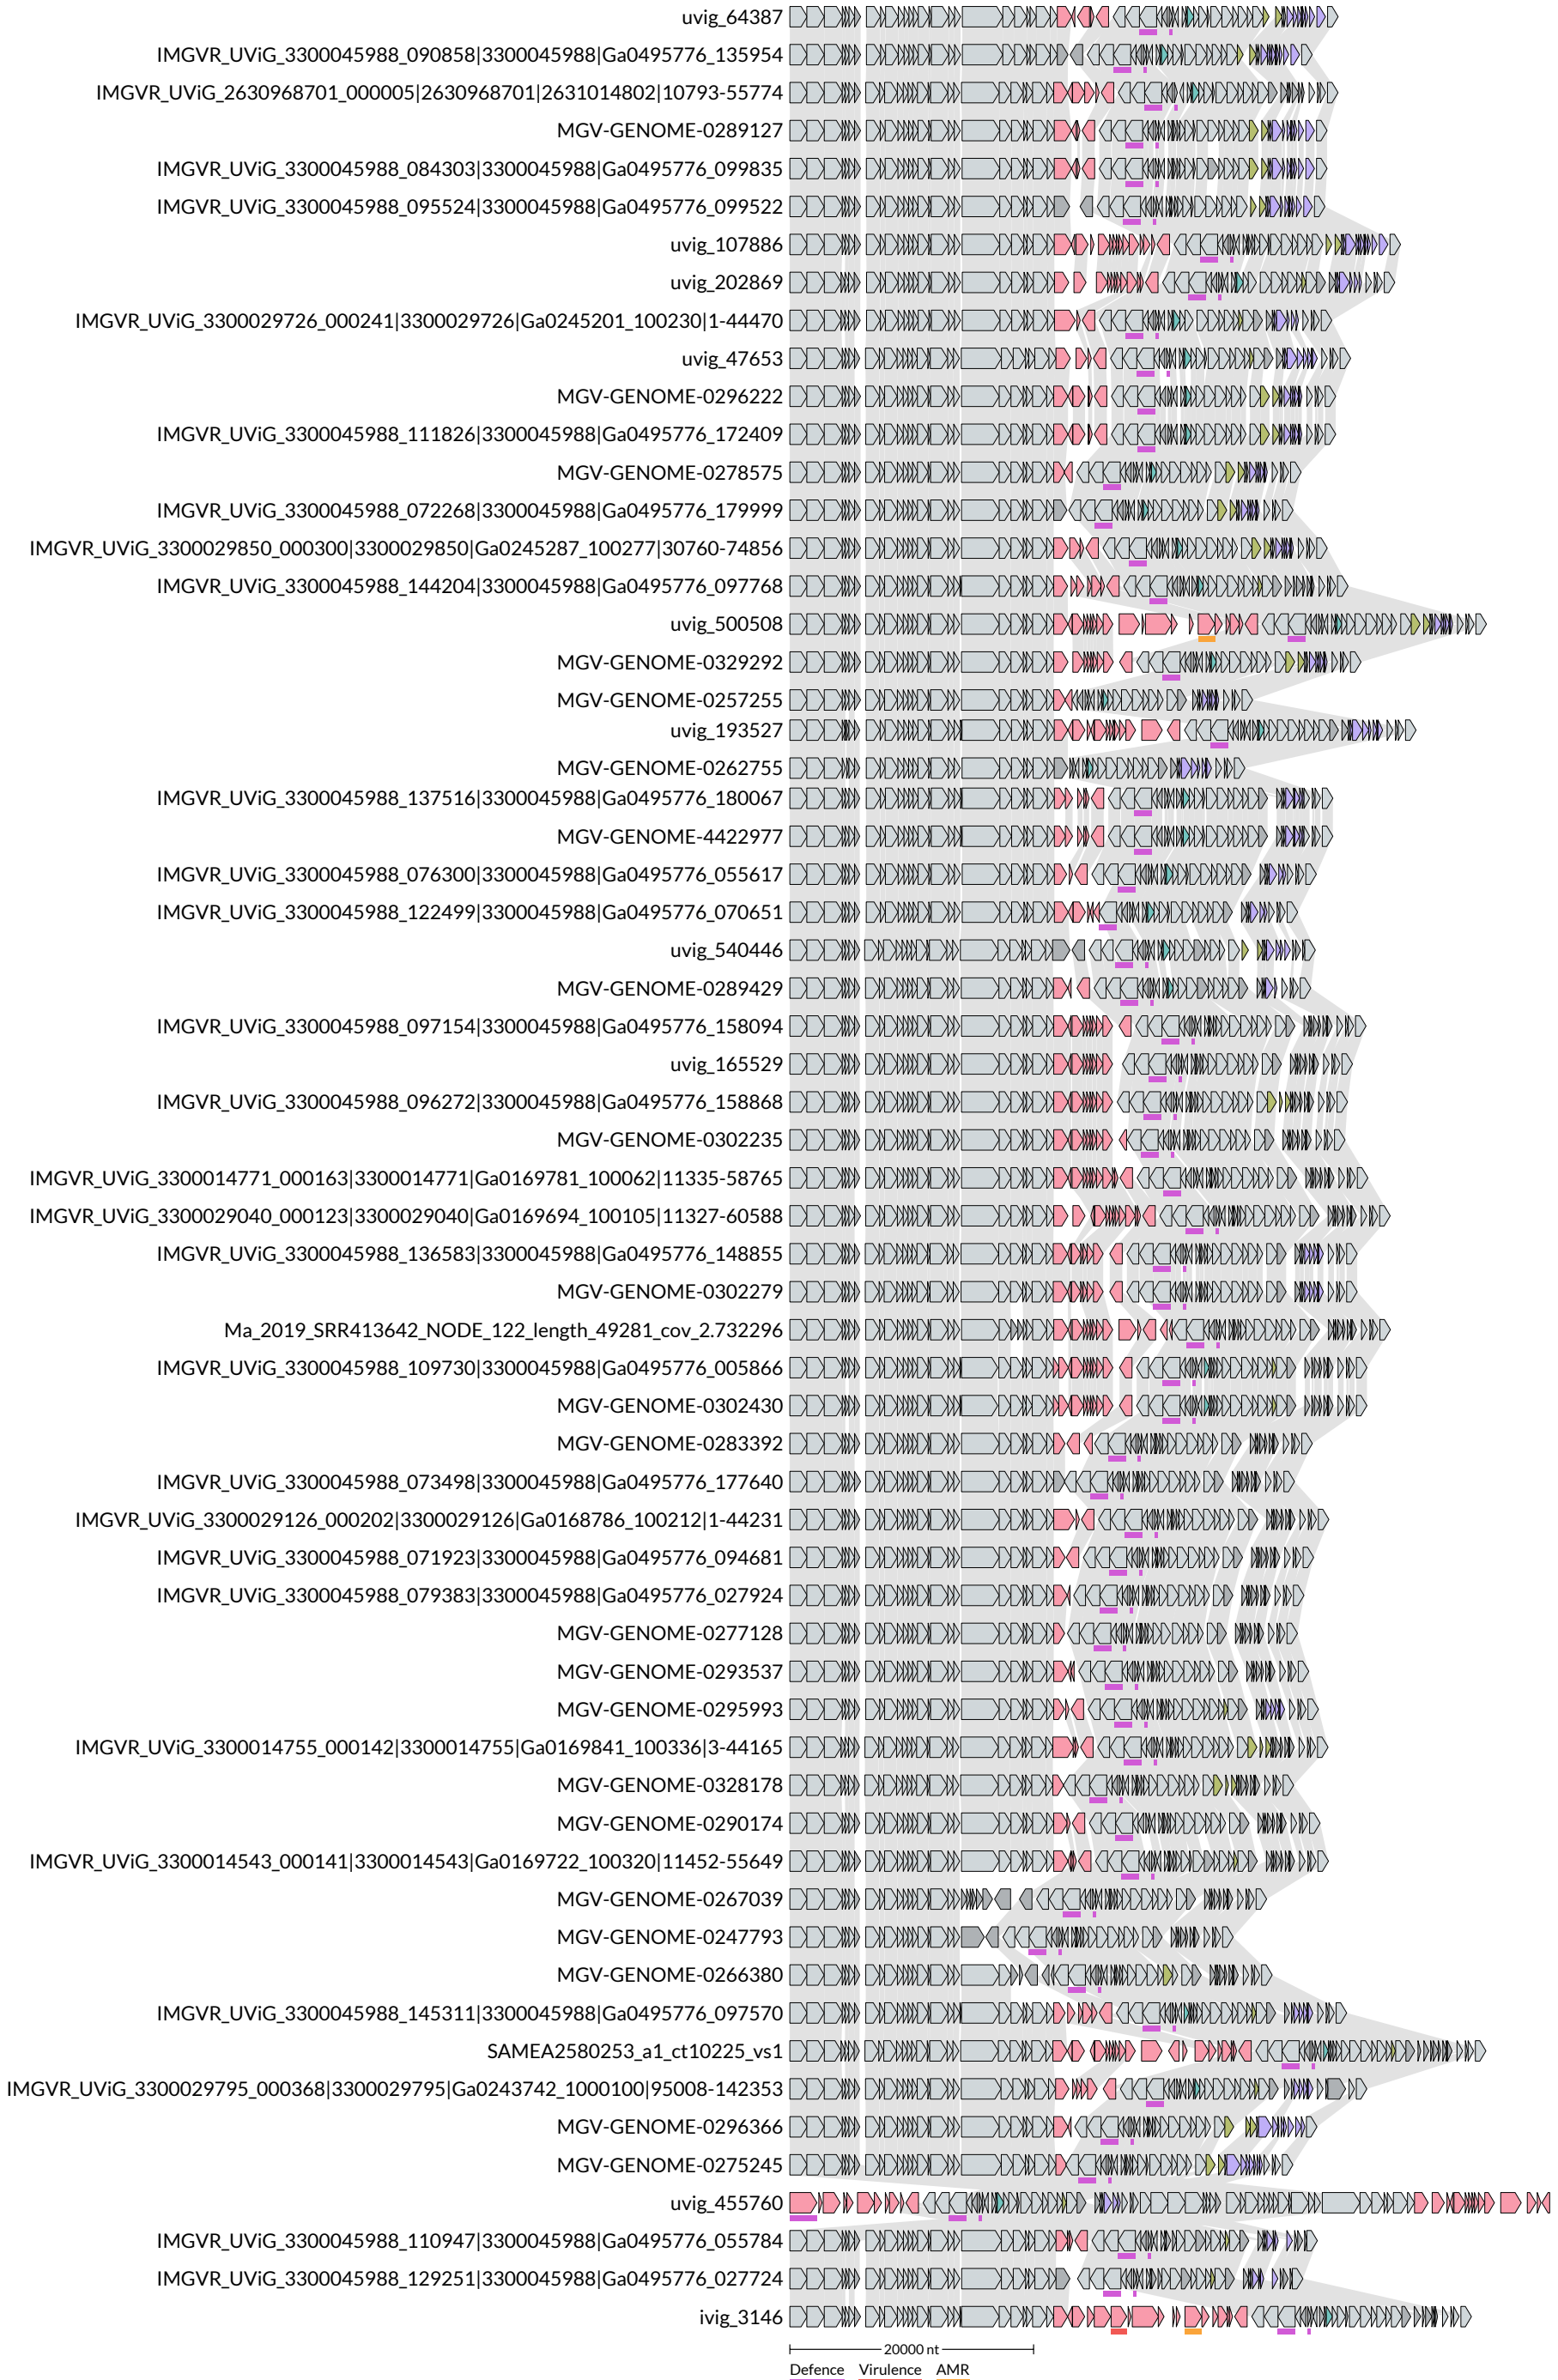 uvig_64387
IMGVR_UViG_3300045988_090858|3300045988|Ga0495776_135954
IMGVR_UViG_2630968701_000005|2630968701|2631014802|10793-55774
MGV-GENOME-0289127
IMGVR_UViG_3300045988_084303|3300045988|Ga0495776_099835
IMGVR_UViG_3300045988_095524|3300045988|Ga0495776_099522
uvig_107886
uvig_202869
IMGVR_UViG_3300029726_000241|3300029726|Ga0245201_100230|1-44470
uvig_47653
MGV-GENOME-0296222
IMGVR_UViG_3300045988_111826|3300045988|Ga0495776_172409
MGV-GENOME-0278575
IMGVR_UViG_3300045988_072268|3300045988|Ga0495776_179999
IMGVR_UViG_3300029850_000300|3300029850|Ga0245287_100277|30760-74856
IMGVR_UViG_3300045988_144204|3300045988|Ga0495776_097768
uvig_500508
MGV-GENOME-0329292
MGV-GENOME-0257255
uvig_193527
MGV-GENOME-0262755
IMGVR_UViG_3300045988_137516|3300045988|Ga0495776_180067
MGV-GENOME-4422977
IMGVR_UViG_3300045988_076300|3300045988|Ga0495776_055617
IMGVR_UViG_3300045988_122499|3300045988|Ga0495776_070651
uvig_540446
MGV-GENOME-0289429
IMGVR_UViG_3300045988_097154|3300045988|Ga0495776_158094
uvig_165529
IMGVR_UViG_3300045988_096272|3300045988|Ga0495776_158868
MGV-GENOME-0302235
IMGVR_UViG_3300014771_000163|3300014771|Ga0169781_100062|11335-58765
IMGVR_UViG_3300029040_000123|3300029040|Ga0169694_100105|11327-60588
IMGVR_UViG_3300045988_136583|3300045988|Ga0495776_148855
MGV-GENOME-0302279
Ma_2019_SRR413642_NODE_122_length_49281_cov_2.732296
IMGVR_UViG_3300045988_109730|3300045988|Ga0495776_005866
MGV-GENOME-0302430
MGV-GENOME-0283392
IMGVR_UViG_3300045988_073498|3300045988|Ga0495776_177640
IMGVR_UViG_3300029126_000202|3300029126|Ga0168786_100212|1-44231
IMGVR_UViG_3300045988_071923|3300045988|Ga0495776_094681
IMGVR_UViG_3300045988_079383|3300045988|Ga0495776_027924
MGV-GENOME-0277128
MGV-GENOME-0293537
MGV-GENOME-0295993
IMGVR_UViG_3300014755_000142|3300014755|Ga0169841_100336|3-44165
MGV-GENOME-0328178
MGV-GENOME-0290174
IMGVR_UViG_3300014543_000141|3300014543|Ga0169722_100320|11452-55649
MGV-GENOME-0267039
MGV-GENOME-0247793
MGV-GENOME-0266380
IMGVR_UViG_3300045988_145311|3300045988|Ga0495776_097570
SAMEA2580253_a1_ct10225_vs1
IMGVR_UViG_3300029795_000368|3300029795|Ga0243742_1000100|95008-142353
MGV-GENOME-0296366
MGV-GENOME-0275245
uvig_455760
IMGVR_UViG_3300045988_110947|3300045988|Ga0495776_055784
IMGVR_UViG_3300045988_129251|3300045988|Ga0495776_027724
ivig_3146
20000 nt
Defence Virulence AMR